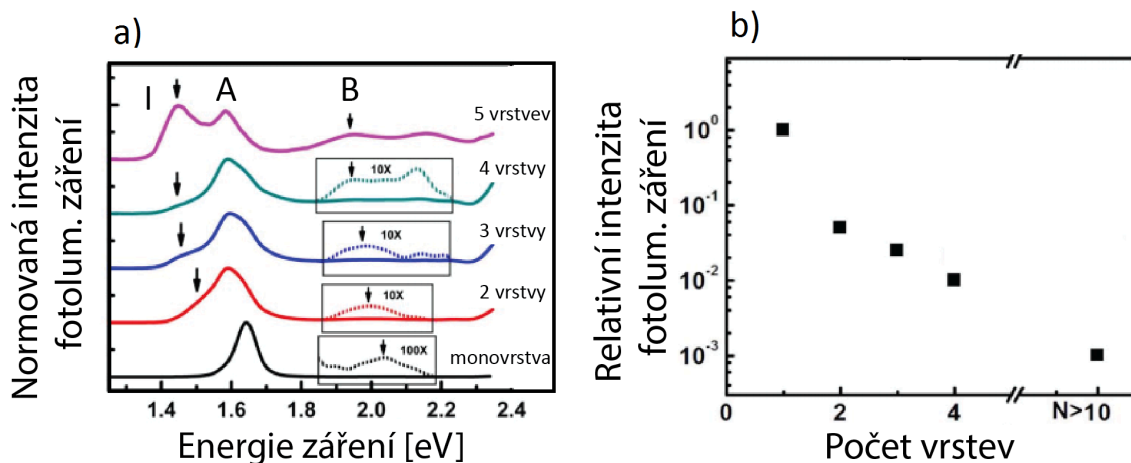 a)
Normovaná intenzita
fotolum. záření
I
A
B
5 vrstvev
10X
4 vrstvy
10X
3 vrstvy
10X
2 vrstvy
100X
monovrstva
1.4 1.6 1.8 2.0 2.2 2.4
Energie záření [eV]
b)
Relativní intenzita
fotolum. záření
10^0
10^-1
10^-2
10^-3
0 2 4 N>10
Počet vrstev